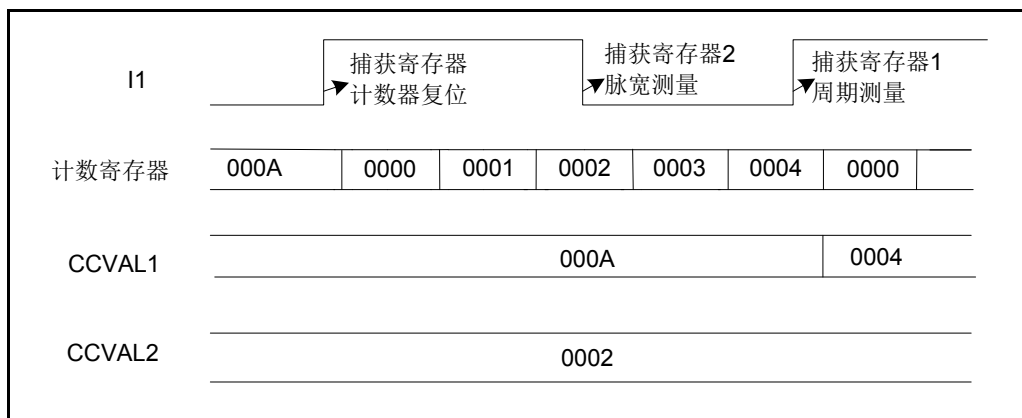 I1
捕获寄存器
计数器复位
捕获寄存器2
脉宽测量
捕获寄存器1
周期测量
计数寄存器 000A 0000 0001 0002 0003 0004 0000
CCVAL1 000A 0004
CCVAL2 0002